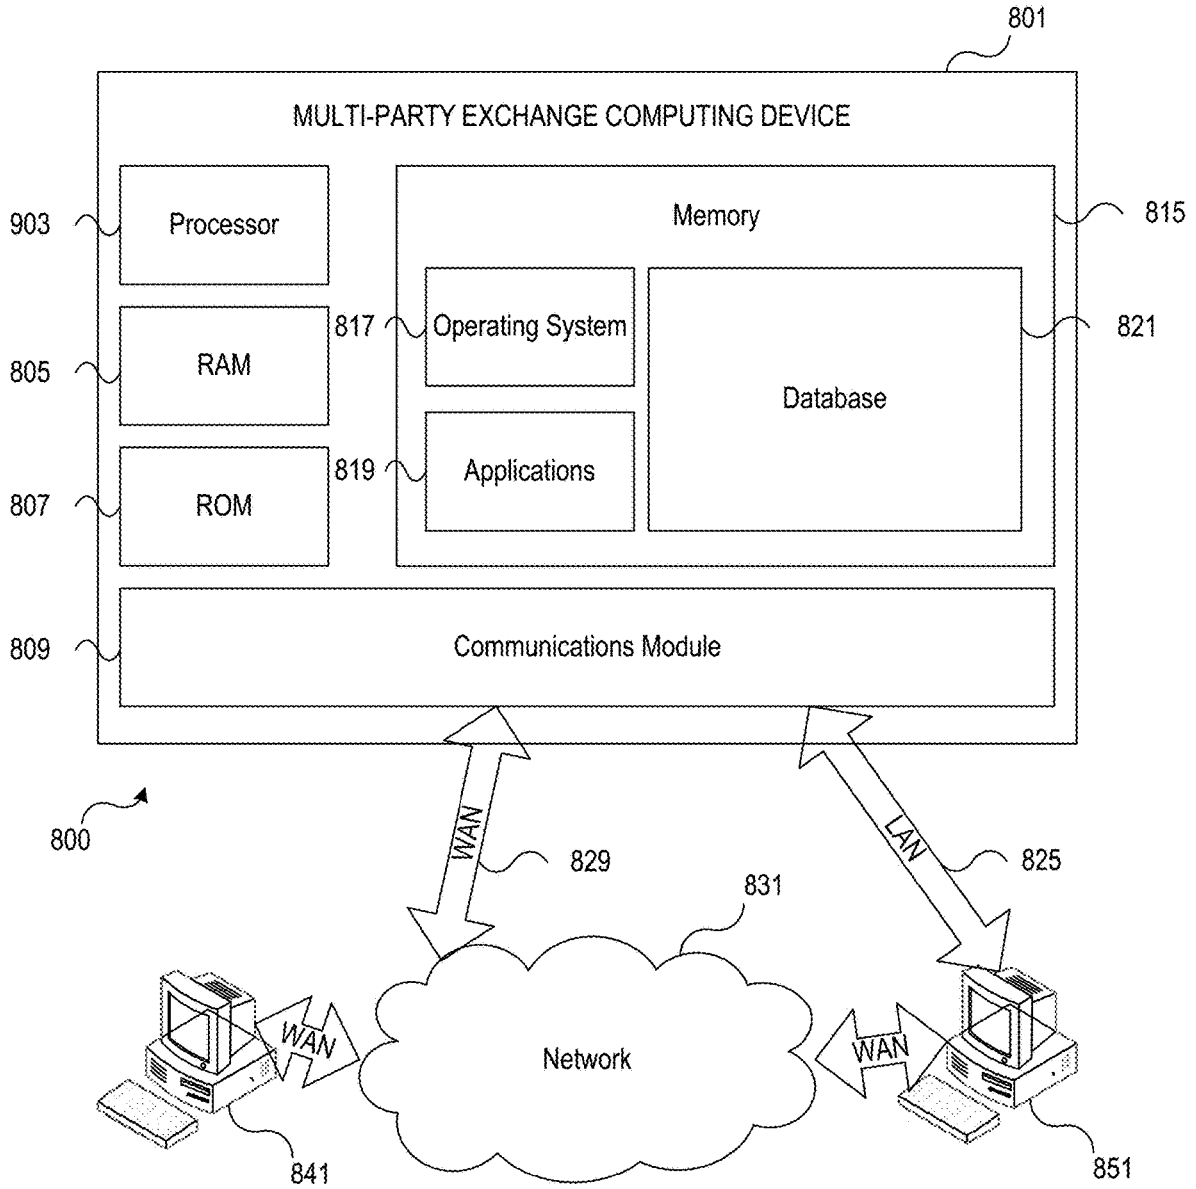 801
MULTI-PARTY EXCHANGE COMPUTING DEVICE
903
Processor
Memory
815
817
Operating System
821
805
RAM
Database
819
Applications
807
ROM
809
Communications Module
800
WAN
829
LAN
825
831
WAN
Network
WAN
841
851